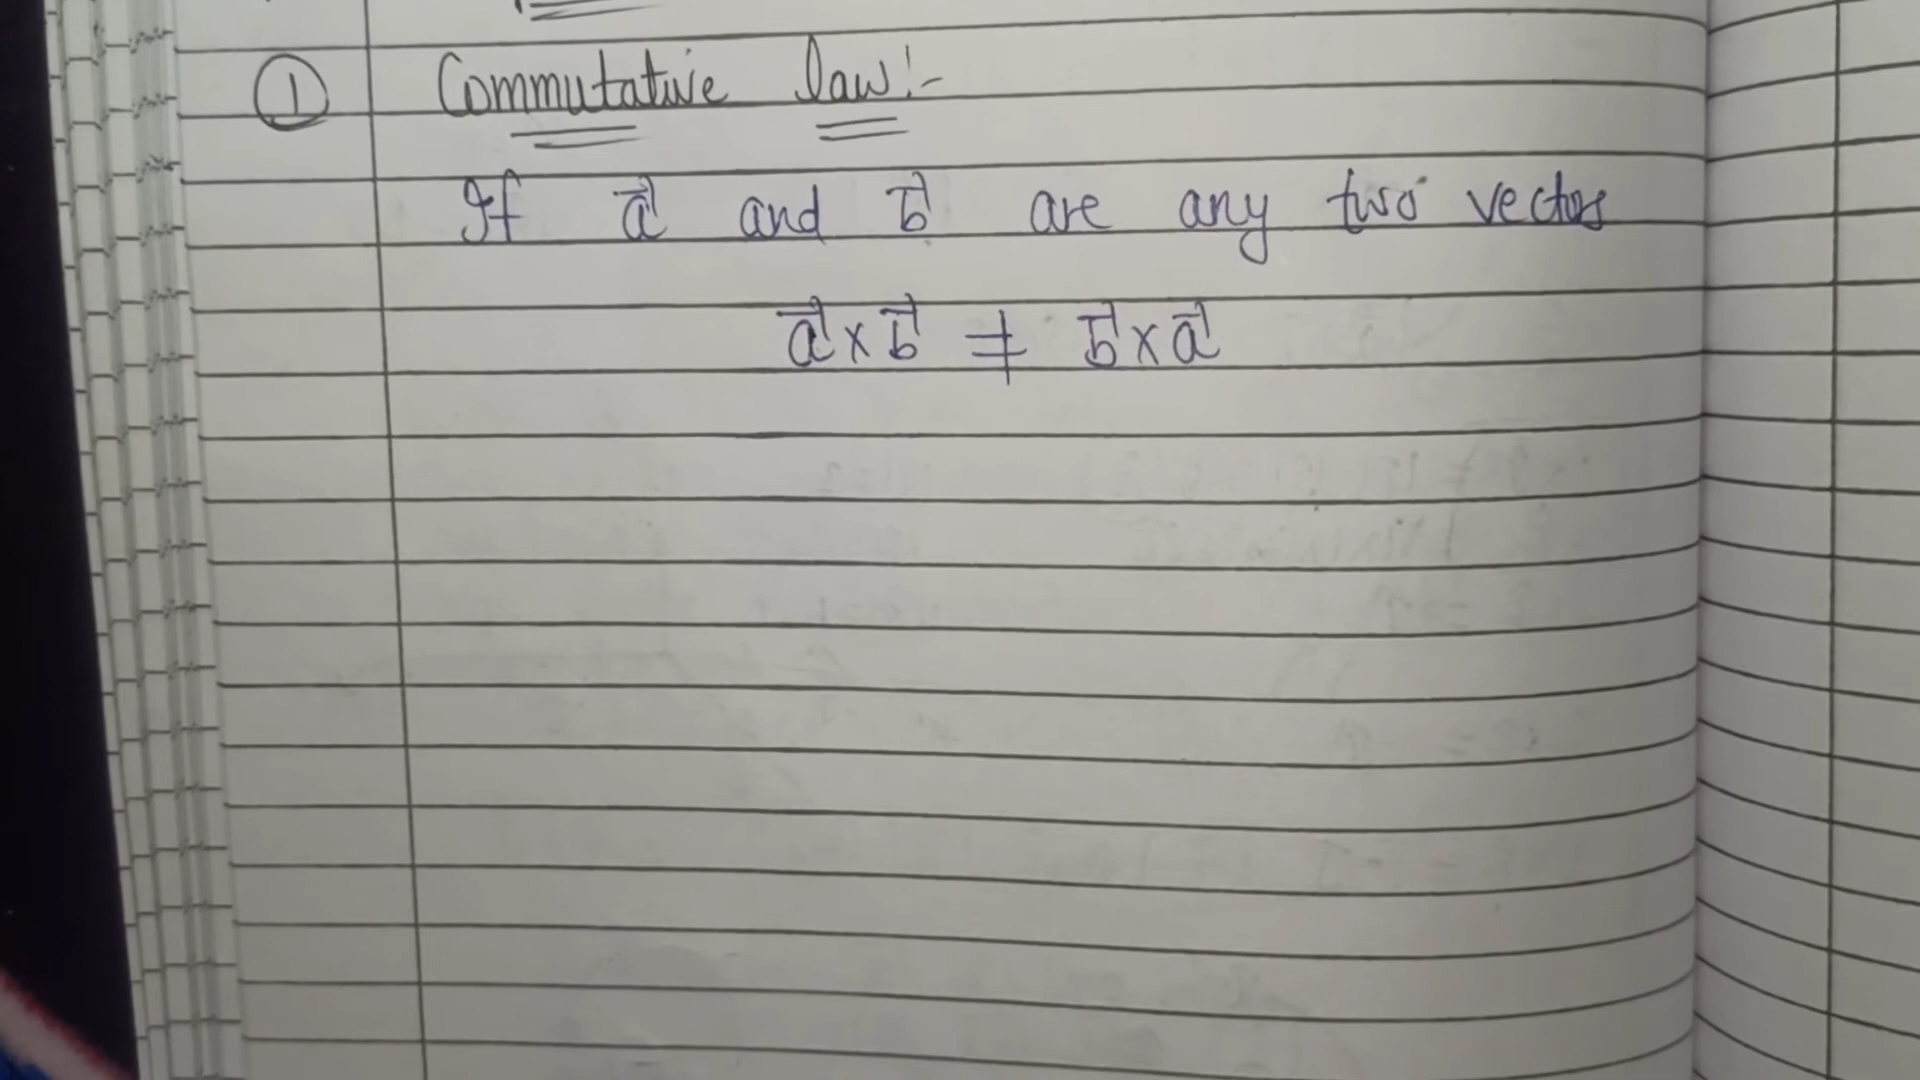 ① Commutative law:-
If a⃗ and b⃗ are any two vectors
a⃗ × b⃗ ≠ b⃗ × a⃗